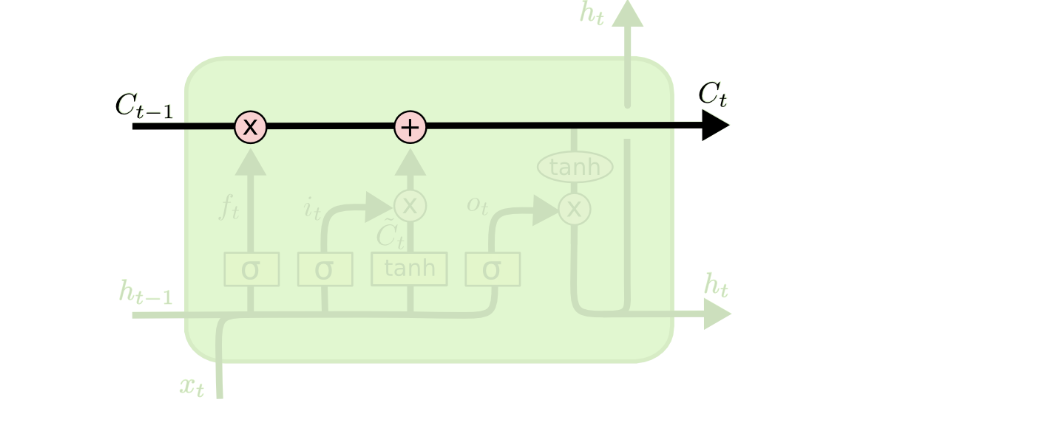 h_t
C_{t-1}
C_t
x
+
tanh
f_t
i_t
x
o_t
x
C̃_t
σ
σ
tanh
σ
h_{t-1}
h_t
x_t